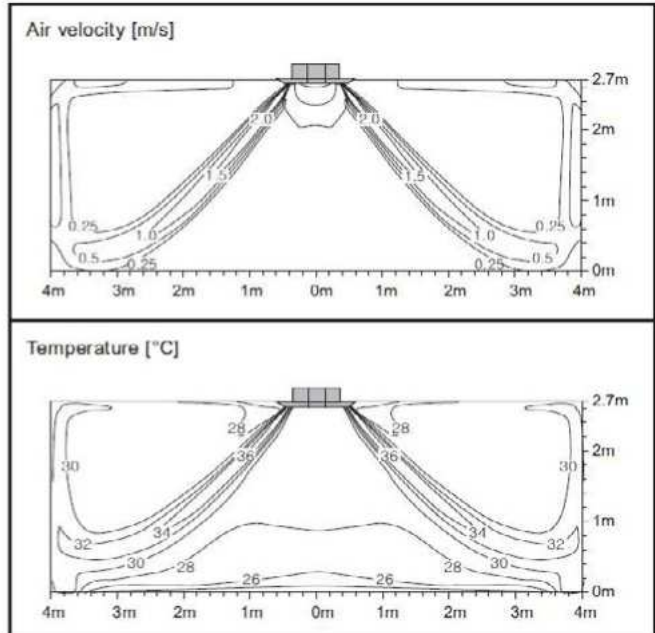 Air velocity [m/s]
2.7m
2.0 2.0
2m
1.5 1.5
1m
0.25 0.25
1.0 1.0
0.5 0.5
0.25 0.25
0m
4m 3m 2m 1m 0m 1m 2m 3m 4m
Temperature [°C]
2.7m
28 28
2m
36 36
30 30
1m
34 34
32 32
30 30
28 28
26 26
0m
4m 3m 2m 1m 0m 1m 2m 3m 4m